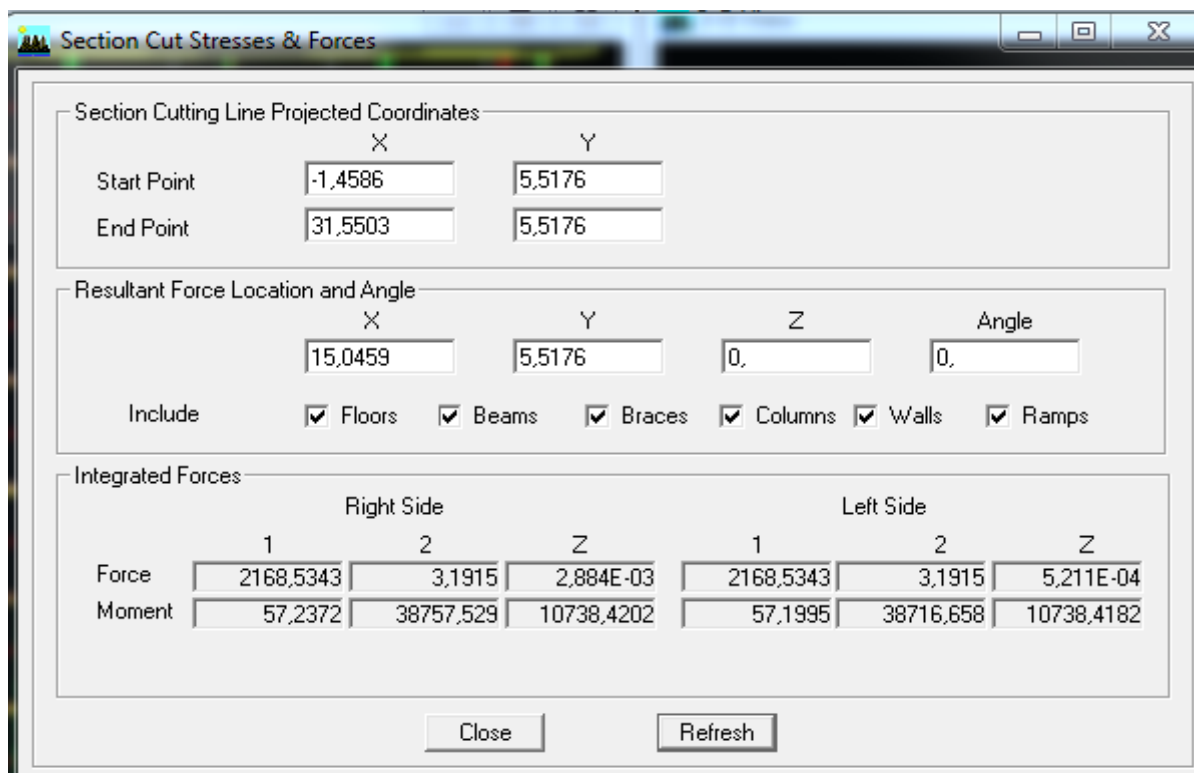 Section Cut Stresses & Forces
Section Cutting Line Projected Coordinates
X Y
Start Point -1,4586 5,5176
End Point 31,5503 5,5176
Resultant Force Location and Angle
X Y Z Angle
15,0459 5,5176 0, 0,
Include Floors Beams Braces Columns Walls Ramps
Integrated Forces
Right Side Left Side
1 2 Z 1 2 Z
Force 2168,5343 3,1915 2,884E-03 2168,5343 3,1915 5,211E-04
Moment 57,2372 38757,529 10738,4202 57,1995 38716,658 10738,4182
Close Refresh